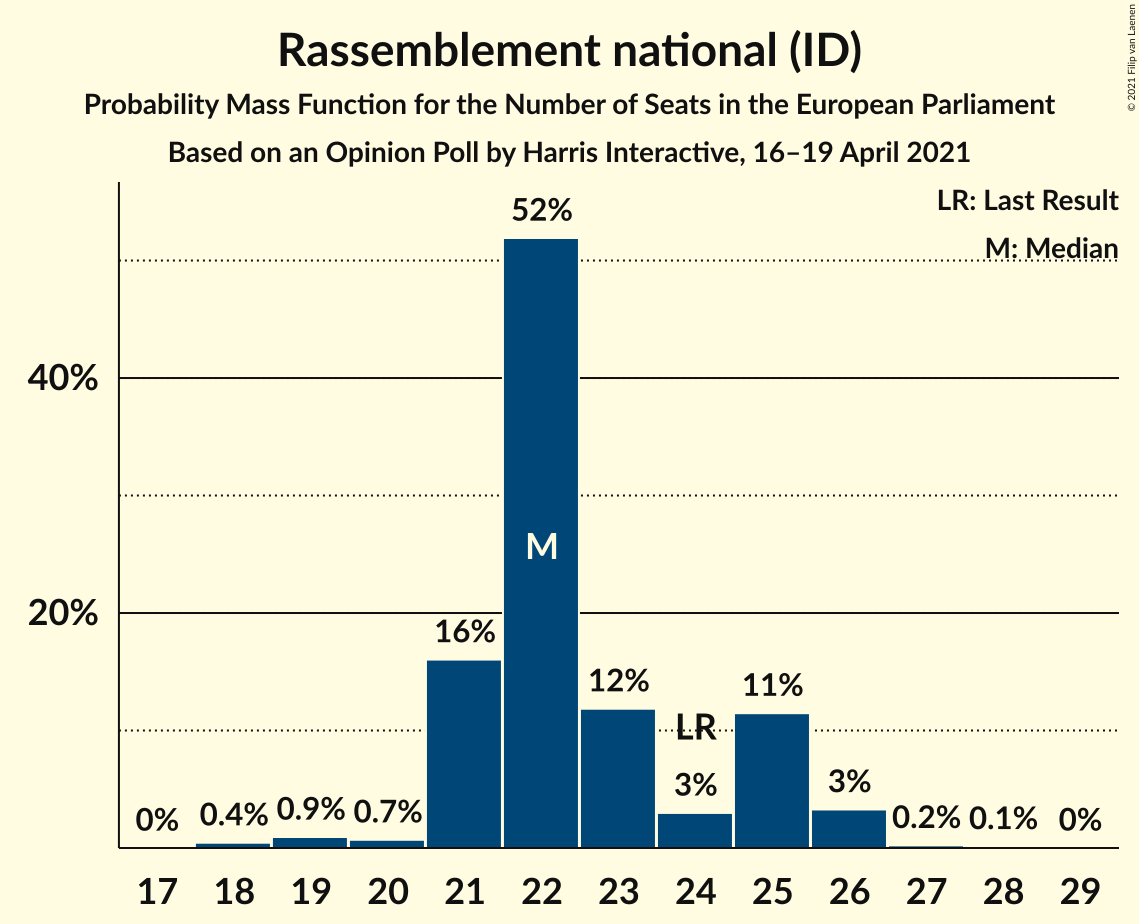 © 2021 Filip van Laenen
Rassemblement national (ID)
Probability Mass Function for the Number of Seats in the European Parliament
Based on an Opinion Poll by Harris Interactive, 16–19 April 2021
LR: Last Result
M: Median
52%
40%
M
20%
16%
12%
11%
LR
3%
3%
0%
0.4%
0.9%
0.7%
0.2%
0.1%
0%
17 18 19 20 21 22 23 24 25 26 27 28 29